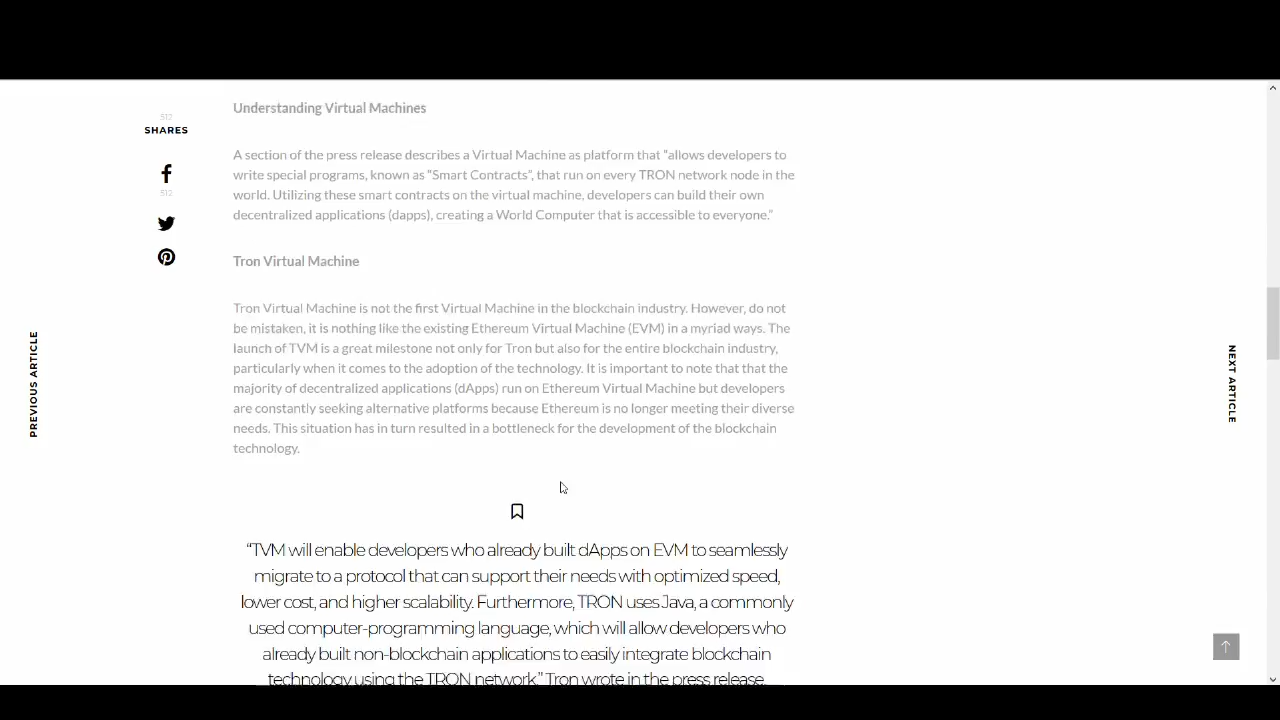 Understanding Virtual Machines
512
SHARES
A section of the press release describes a Virtual Machine as platform that "allows developers to
write special programs, known as "Smart Contracts", that run on every TRON network node in the
world. Utilizing these smart contracts on the virtual machine, developers can build their own
decentralized applications (dapps), creating a World Computer that is accessible to everyone."
512
Tron Virtual Machine
Tron Virtual Machine is not the first Virtual Machine in the blockchain industry. However, do not
be mistaken, it is nothing like the existing Ethereum Virtual Machine (EVM) in a myriad ways. The
launch of TVM is a great milestone not only for Tron but also for the entire blockchain industry,
particularly when it comes to the adoption of the technology. It is important to note that that the
majority of decentralized applications (dApps) run on Ethereum Virtual Machine but developers
are constantly seeking alternative platforms because Ethereum is no longer meeting their diverse
needs. This situation has in turn resulted in a bottleneck for the development of the blockchain
technology.
PREVIOUS ARTICLE
NEXT ARTICLE
“TVM will enable developers who already built dApps on EVM to seamlessly
migrate to a protocol that can support their needs with optimized speed,
lower cost, and higher scalability. Furthermore, TRON uses Java, a commonly
used computer-programming language, which will allow developers who
already built non-blockchain applications to easily integrate blockchain
technology using the TRON network.” Tron wrote in the press release.